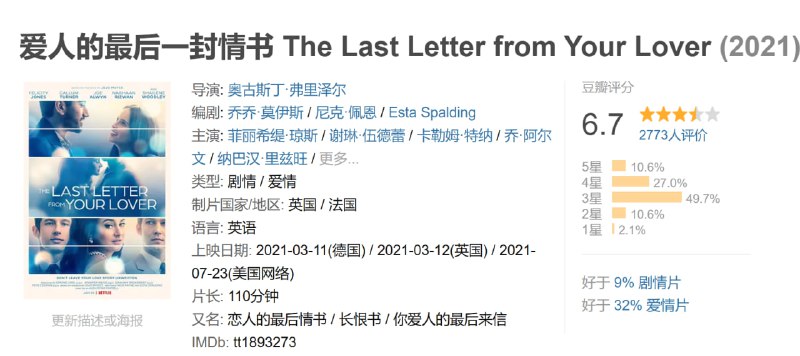 爱人的最后一封情书 The Last Letter from Your Lover (2021)
FELICITY JONES
CALLUM TURNER
JOE ALWYN
NABHAAN RIZWAN
AND SHAILENE WOODLEY
THE LAST LETTER
FROM YOUR LOVER
NETFLIX
更新描述或海报
导演: 奥古斯丁·弗里泽尔
编剧: 乔乔·莫伊斯 / 尼克·佩恩 / Esta Spalding
主演: 菲丽希缇·琼斯 / 谢琳·伍德蕾 / 卡勒姆·特纳 / 乔·阿尔
文 / 纳巴汉·里兹旺 / 更多...
类型: 剧情 / 爱情
制片国家/地区: 英国 / 法国
语言: 英语
上映日期: 2021-03-11(德国) / 2021-03-12(英国) / 2021-
07-23(美国网络)
片长: 110分钟
又名: 恋人的最后情书 / 长恨书 / 你爱人的最后来信
IMDb: tt1893273
豆瓣评分
6.7
2773人评价
5星 10.6%
4星 27.0%
3星 49.7%
2星 10.6%
1星 2.1%
好于 9% 剧情片
好于 32% 爱情片